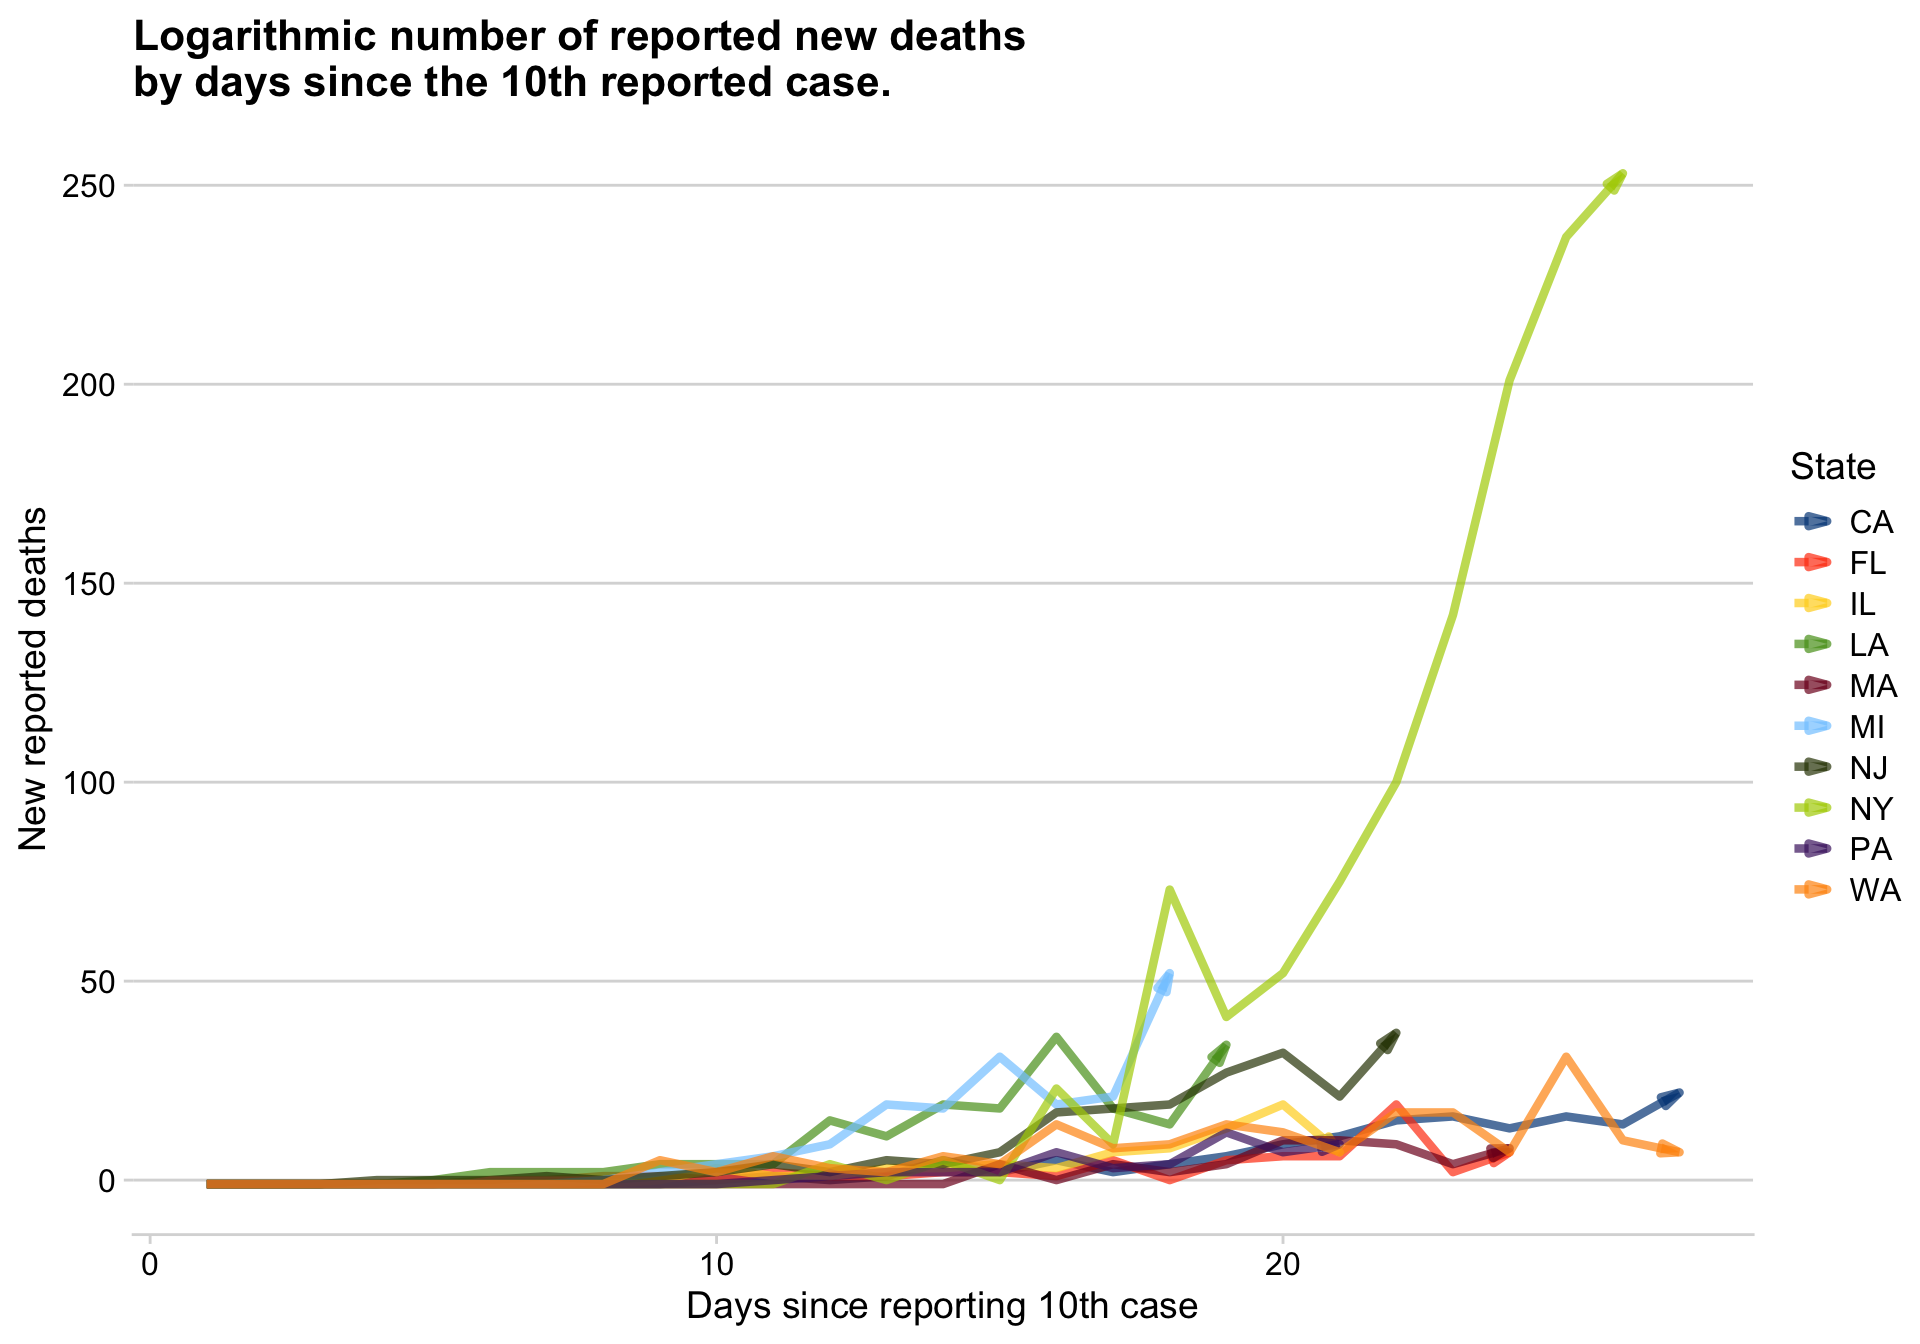 Logarithmic number of reported new deaths
by days since the 10th reported case.
New reported deaths
250
200
150
100
50
0
0
10
20
Days since reporting 10th case
State
CA
FL
IL
LA
MA
MI
NJ
NY
PA
WA